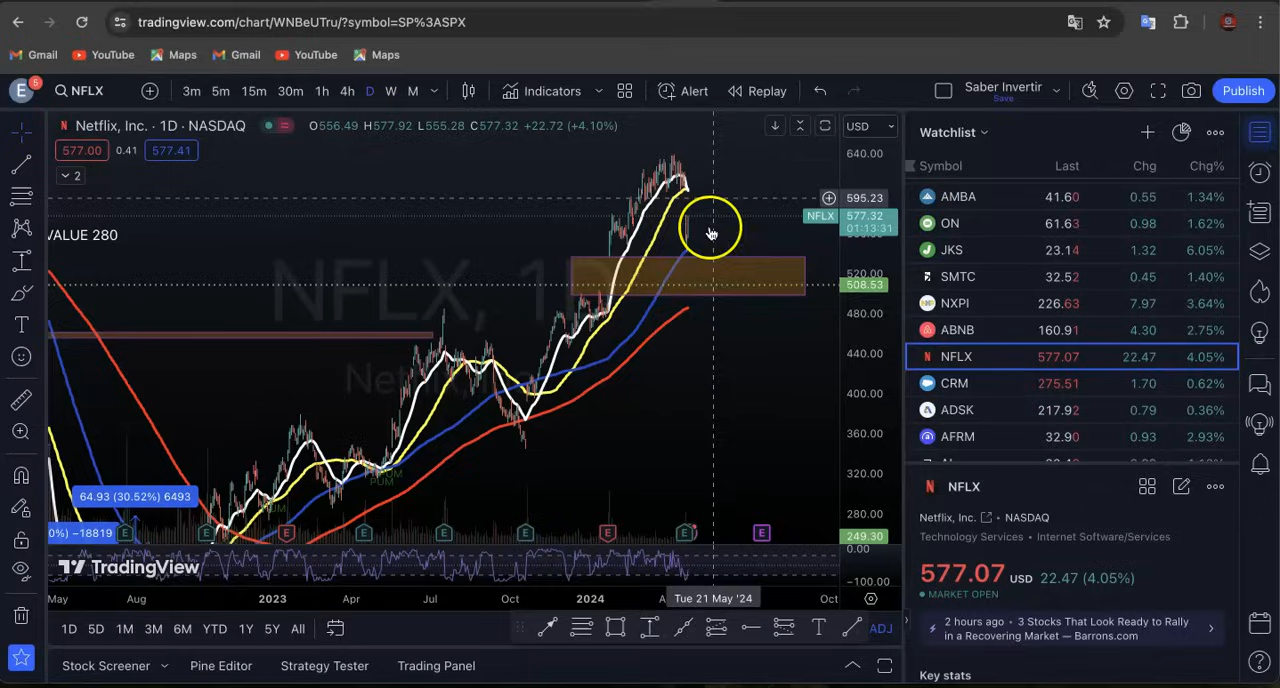 tradingview.com/chart/WNBeUTru/?symbol=SP%3ASPX
Gmail YouTube Maps Gmail YouTube Maps
E 5 NFLX 3m 5m 15m 30m 1h 4h D W M Indicators Alert Replay Saber Invertir Save Publish
N Netflix, Inc. · 1D · NASDAQ O556.49 H577.92 L555.28 C577.32 +22.72 (+4.10%) USD
577.00 0.41 577.41
2
640.00
595.23
NFLX 577.32
01:13:31
VALUE 280
520.00
508.53
480.00
440.00
400.00
360.00
320.00
280.00
249.30
0.00
−100.00
NFLX, 1D
PUM
64.93 (30.52%) 6493
0%) −18819
E E E E E E E E E
TradingView
May Aug 2023 Apr Jul Oct 2024 Tue 21 May '24 Oct
1D 5D 1M 3M 6M YTD 1Y 5Y All ADJ
Stock Screener Pine Editor Strategy Tester Trading Panel
Watchlist
Symbol Last Chg Chg%
AMBA 41.60 0.55 1.34%
ON 61.63 0.98 1.62%
JKS 23.14 1.32 6.05%
SMTC 32.52 0.45 1.40%
NXPI 226.63 7.97 3.64%
ABNB 160.91 4.30 2.75%
N NFLX 577.07 22.47 4.05%
CRM 275.51 1.70 0.62%
ADSK 217.92 0.79 0.36%
AFRM 32.90 0.93 2.93%
N NFLX
Netflix, Inc. · NASDAQ
Technology Services · Internet Software/Services
577.07 USD 22.47 (4.05%)
MARKET OPEN
2 hours ago · 3 Stocks That Look Ready to Rally
in a Recovering Market — Barrons.com
Key stats